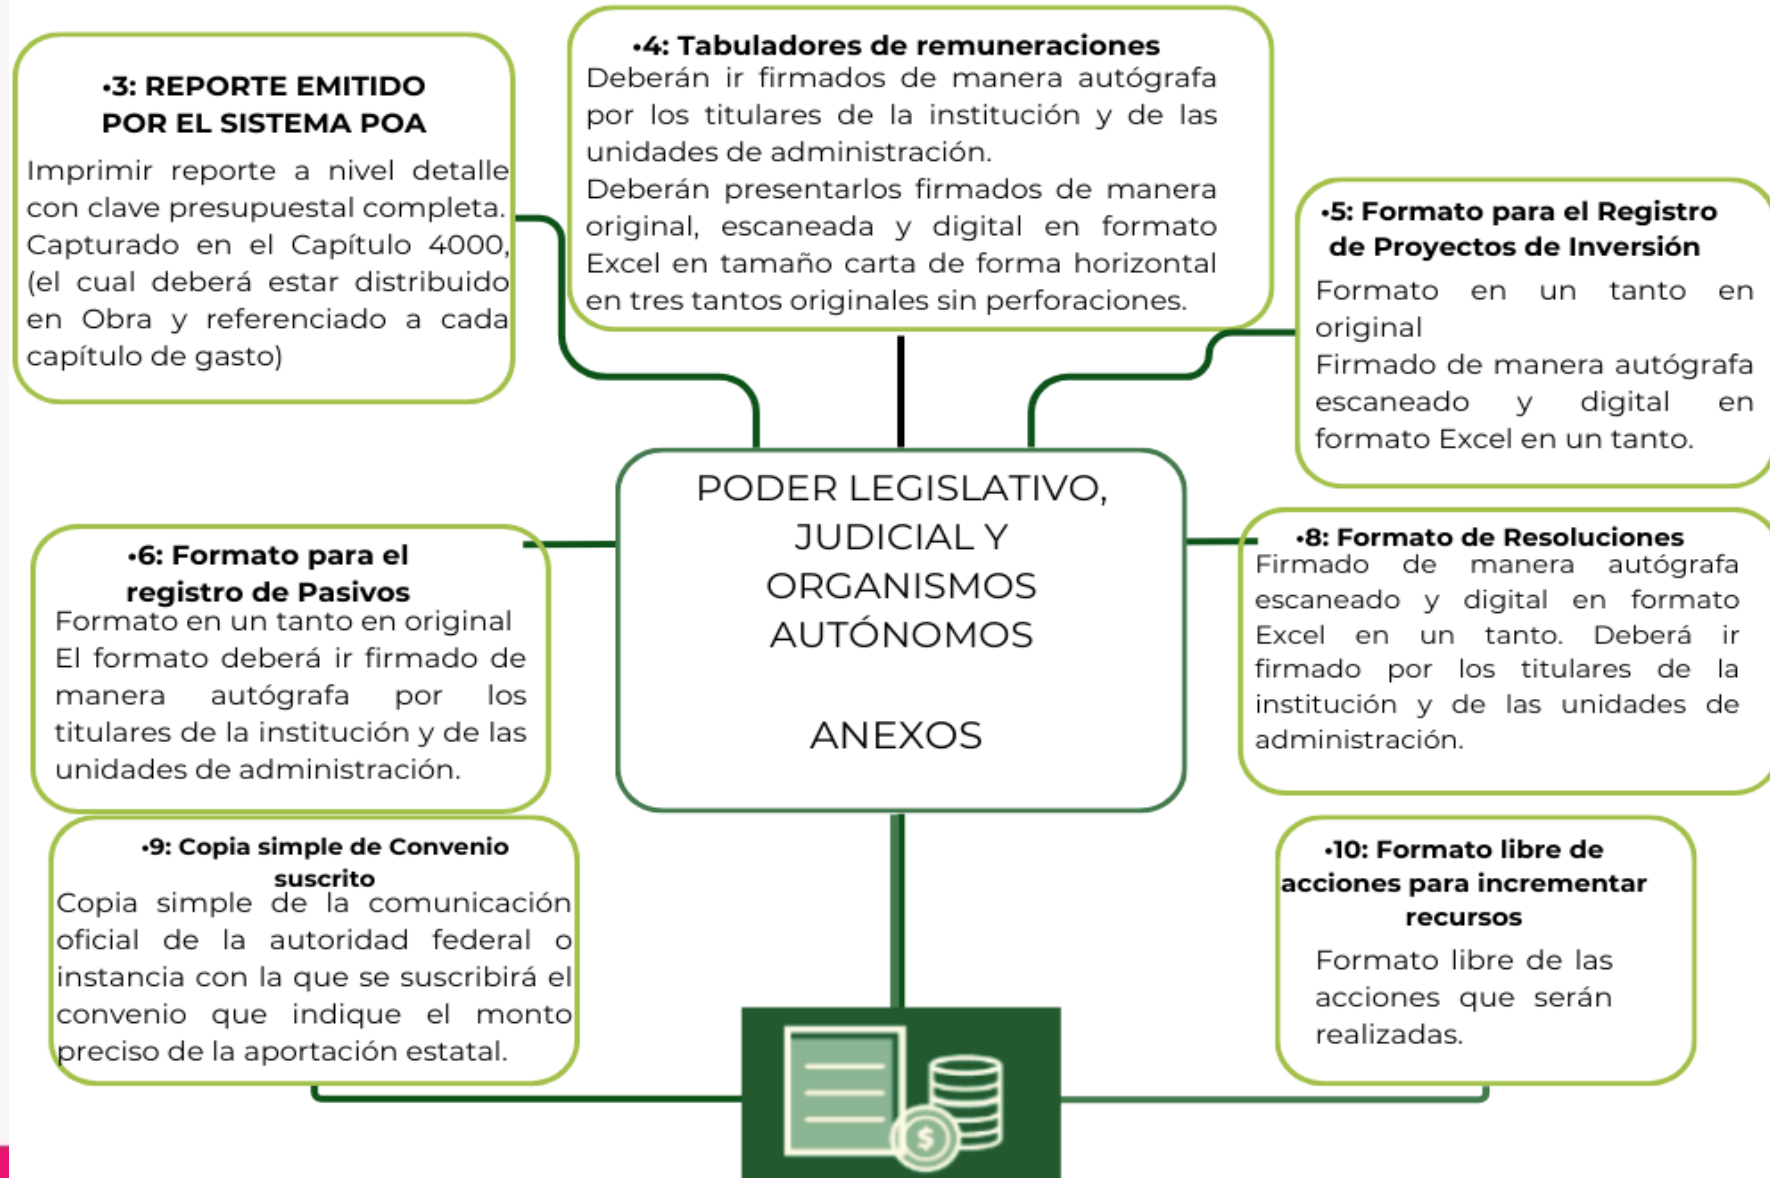 •3: REPORTE EMITIDO
POR EL SISTEMA POA
Imprimir reporte a nivel detalle
con clave presupuestal completa.
Capturado en el Capítulo 4000,
(el cual deberá estar distribuido
en Obra y referenciado a cada
capítulo de gasto)
•4: Tabuladores de remuneraciones
Deberán ir firmados de manera autógrafa
por los titulares de la institución y de las
unidades de administración.
Deberán presentarlos firmados de manera
original, escaneada y digital en formato
Excel en tamaño carta de forma horizontal
en tres tantos originales sin perforaciones.
•5: Formato para el Registro
de Proyectos de Inversión
Formato en un tanto en
original
Firmado de manera autógrafa
escaneado y digital en
formato Excel en un tanto.
PODER LEGISLATIVO,
JUDICIAL Y
ORGANISMOS
AUTÓNOMOS
ANEXOS
•6: Formato para el
registro de Pasivos
Formato en un tanto en original
El formato deberá ir firmado de
manera autógrafa por los
titulares de la institución y de las
unidades de administración.
•8: Formato de Resoluciones
Firmado de manera autógrafa
escaneado y digital en formato
Excel en un tanto. Deberá ir
firmado por los titulares de la
institución y de las unidades de
administración.
•9: Copia simple de Convenio
suscrito
Copia simple de la comunicación
oficial de la autoridad federal o
instancia con la que se suscribirá el
convenio que indique el monto
preciso de la aportación estatal.
•10: Formato libre de
acciones para incrementar
recursos
Formato libre de las
acciones que serán
realizadas.
$